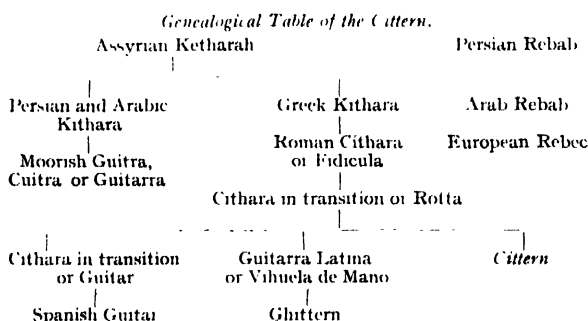 Genealogical Table of the Cittern.
Assyrian Ketharah Persian Rebab
Persian and Arabic Greek Kithara Arab Rebab
Kithara
Roman Cithara European Rebec
or Fidicula
Moorish Guitra,
Cuitra or Guitarra
Cithara in transition or Rotta
Cithara in transition Guitarra Latina Cittern
or Guitar or Vihuela de Mano
Spanish Guitar Ghittern